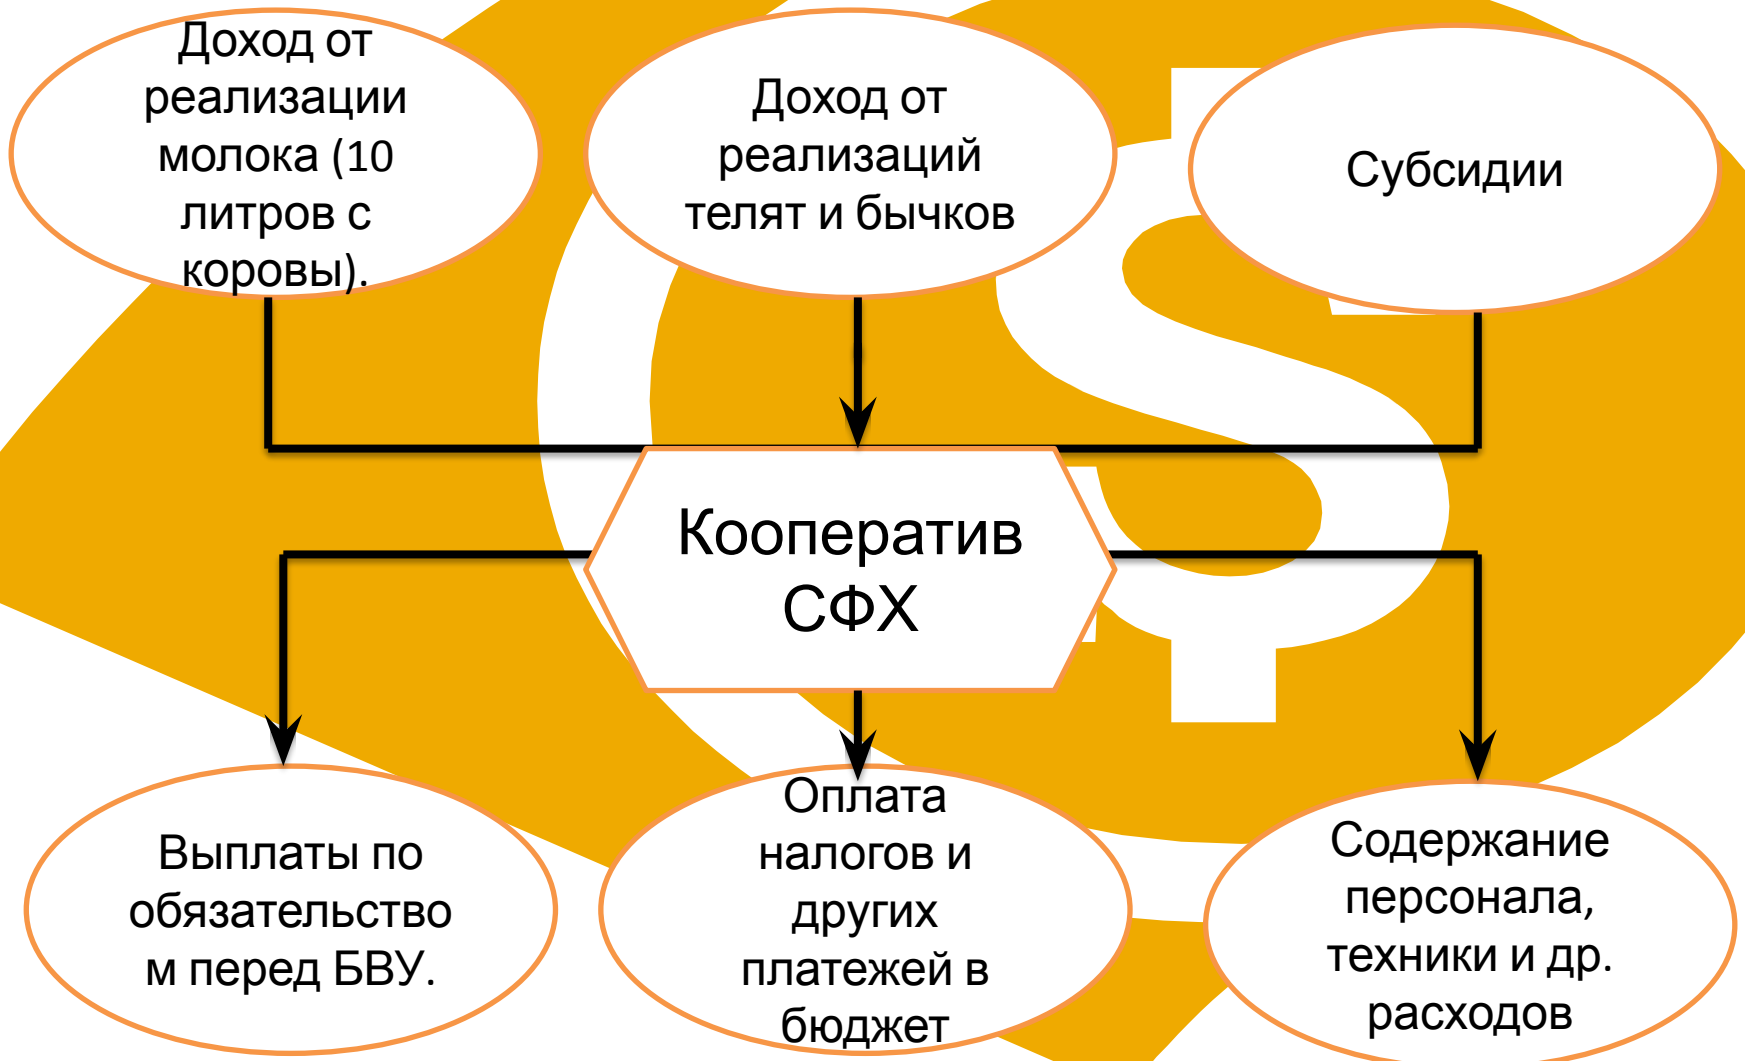 Доход от
реализации
молока (10
литров с
коровы).
Доход от
реализаций
телят и бычков
Субсидии
Кооператив
СФХ
Выплаты по
обязательство
м перед БВУ.
Оплата
налогов и
других
платежей в
бюджет
Содержание
персонала,
техники и др.
расходов